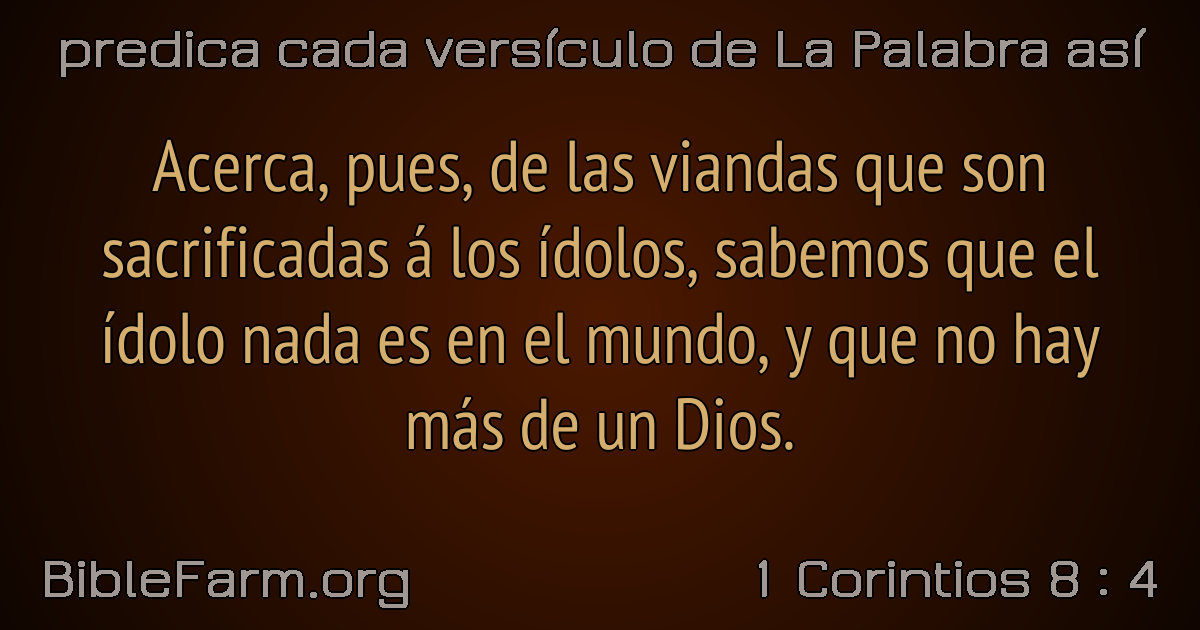 predica cada versículo de La Palabra así
Acerca, pues, de las viandas que son
sacrificadas á los ídolos, sabemos que el
ídolo nada es en el mundo, y que no hay
más de un Dios.
BibleFarm.org
1 Corintios 8 : 4